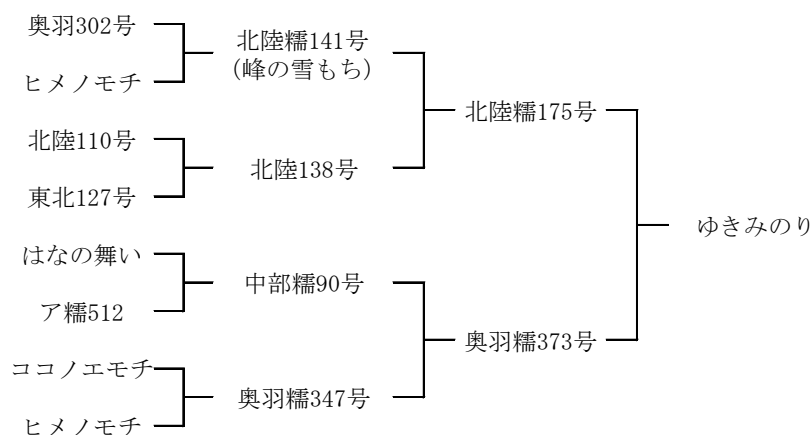 奥羽302号
ヒメノモチ
北陸糯141号
(峰の雪もち)
北陸110号
東北127号
北陸138号
北陸糯175号
はなの舞い
ア糯512
中部糯90号
ココノエモチ
ヒメノモチ
奥羽糯347号
奥羽糯373号
ゆきみのり